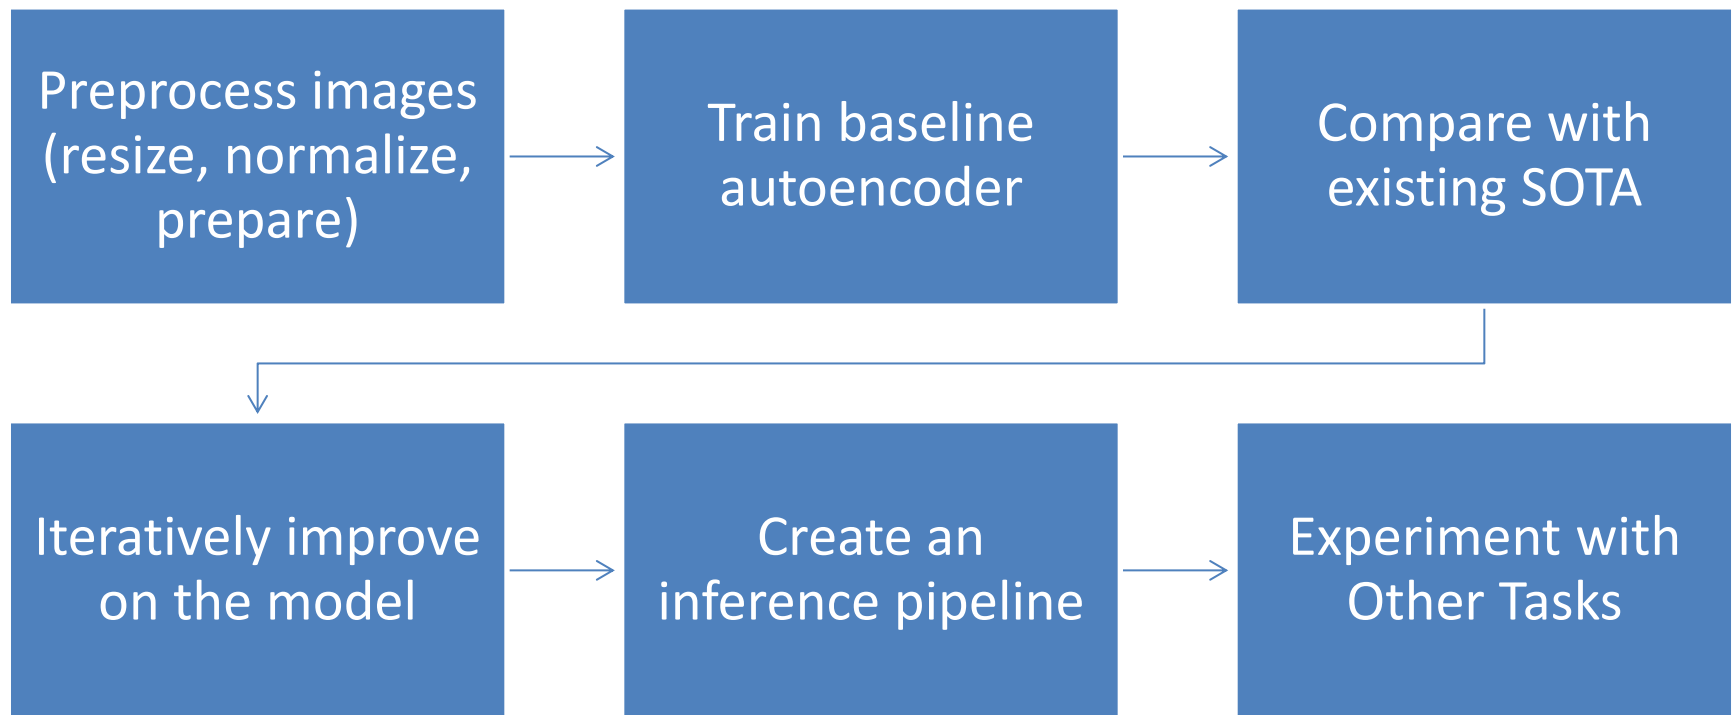 Preprocess images
(resize, normalize,
prepare)
Train baseline
autoencoder
Compare with
existing SOTA
Iteratively improve
on the model
Create an
inference pipeline
Experiment with
Other Tasks